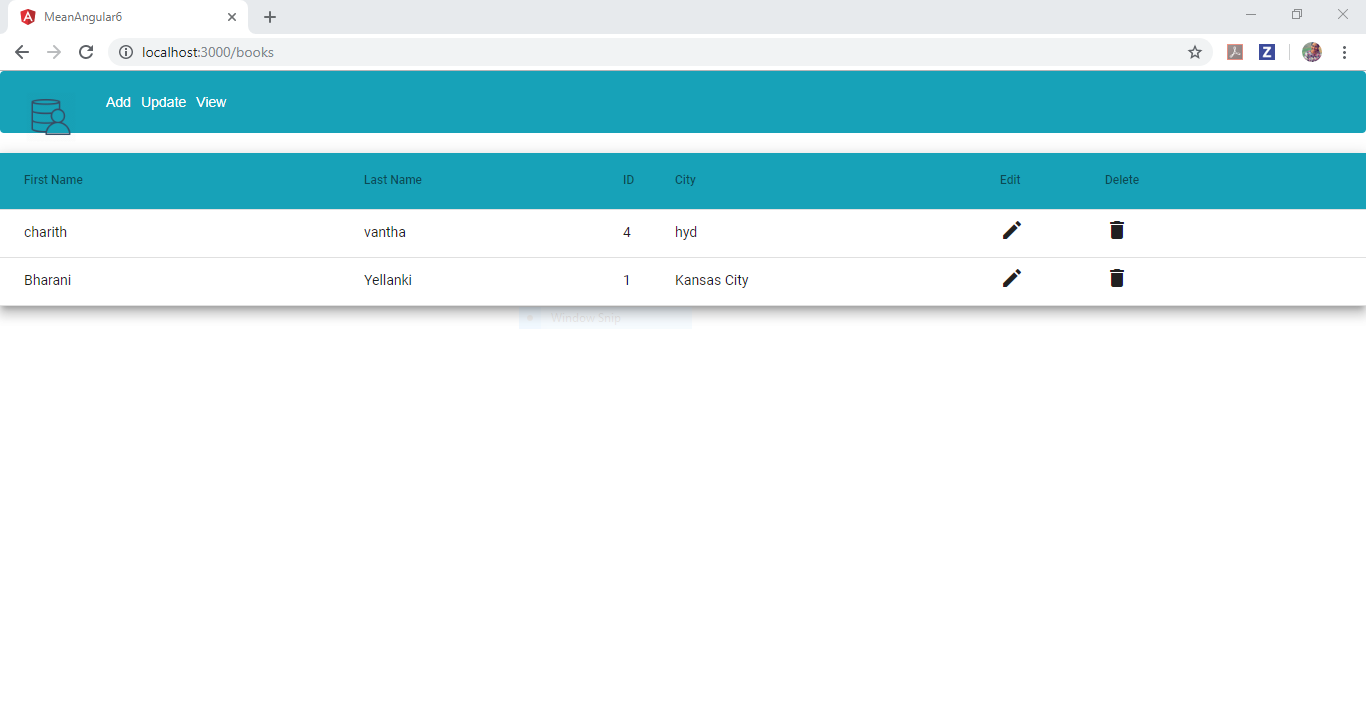 MeanAngular6
localhost:3000/books
Add Update View
First Name Last Name ID City Edit Delete
charith vantha 4 hyd
Bharani Yellanki 1 Kansas City
Window Snip